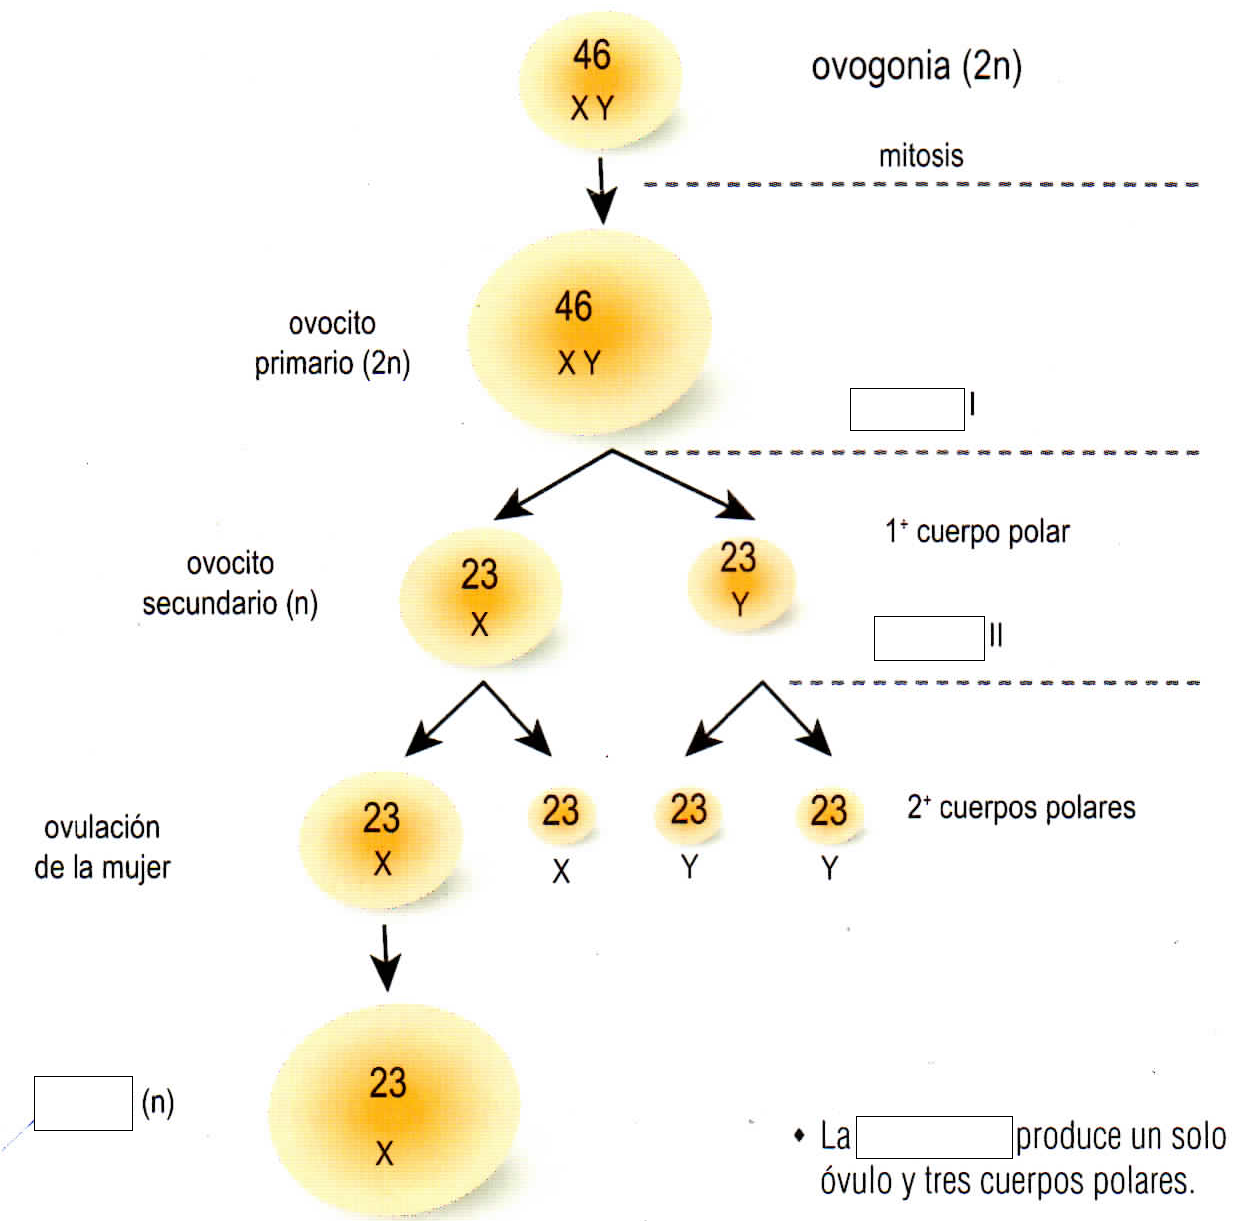 46
X Y
ovogonia (2n)
mitosis
ovocito
primario (2n)
46
X Y
I
ovocito
secundario (n)
23
X
23
Y
1⁺ cuerpo polar
II
ovulación
de la mujer
23
X
23
X
23
Y
23
Y
2⁺ cuerpos polares
(n)
23
X
♦ La produce un solo
óvulo y tres cuerpos polares.